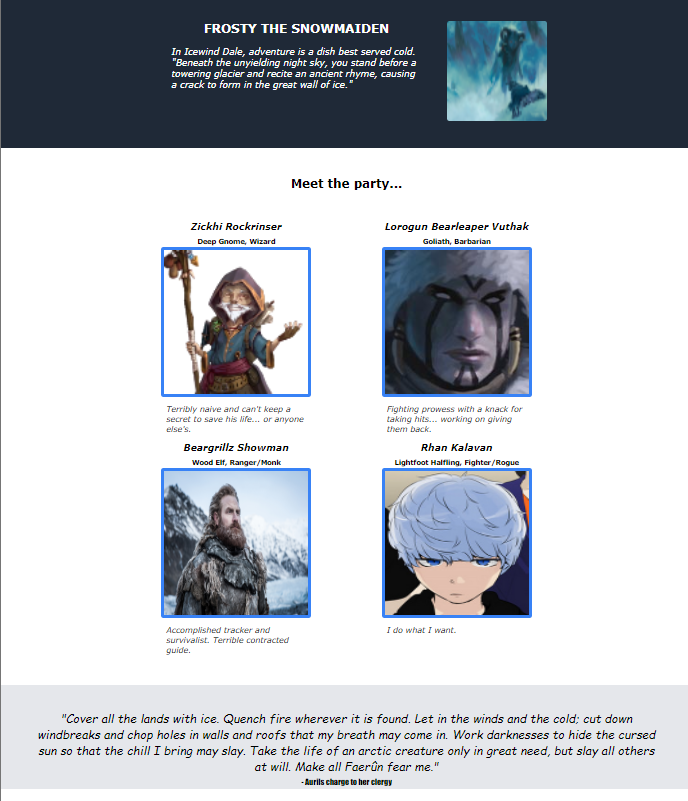 FROSTY THE SNOWMAIDEN
In Icewind Dale, adventure is a dish best served cold.
"Beneath the unyielding night sky, you stand before a
towering glacier and recite an ancient rhyme, causing
a crack to form in the great wall of ice."
Meet the party...
Zickhi Rockrinser
Deep Gnome, Wizard
Terribly naive and can't keep a
secret to save his life... or anyone
else's.
Lorogun Bearleaper Vuthak
Goliath, Barbarian
Fighting prowess with a knack for
taking hits... working on giving
them back.
Beargrillz Showman
Wood Elf, Ranger/Monk
Accomplished tracker and
survivalist. Terrible contracted
guide.
Rhan Kalavan
Lightfoot Halfling, Fighter/Rogue
I do what I want.
"Cover all the lands with ice. Quench fire wherever it is found. Let in the winds and the cold; cut down
windbreaks and chop holes in walls and roofs that my breath may come in. Work darknesses to hide the cursed
sun so that the chill I bring may slay. Take the life of an arctic creature only in great need, but slay all others
at will. Make all Faerûn fear me."
- Aurils charge to her clergy